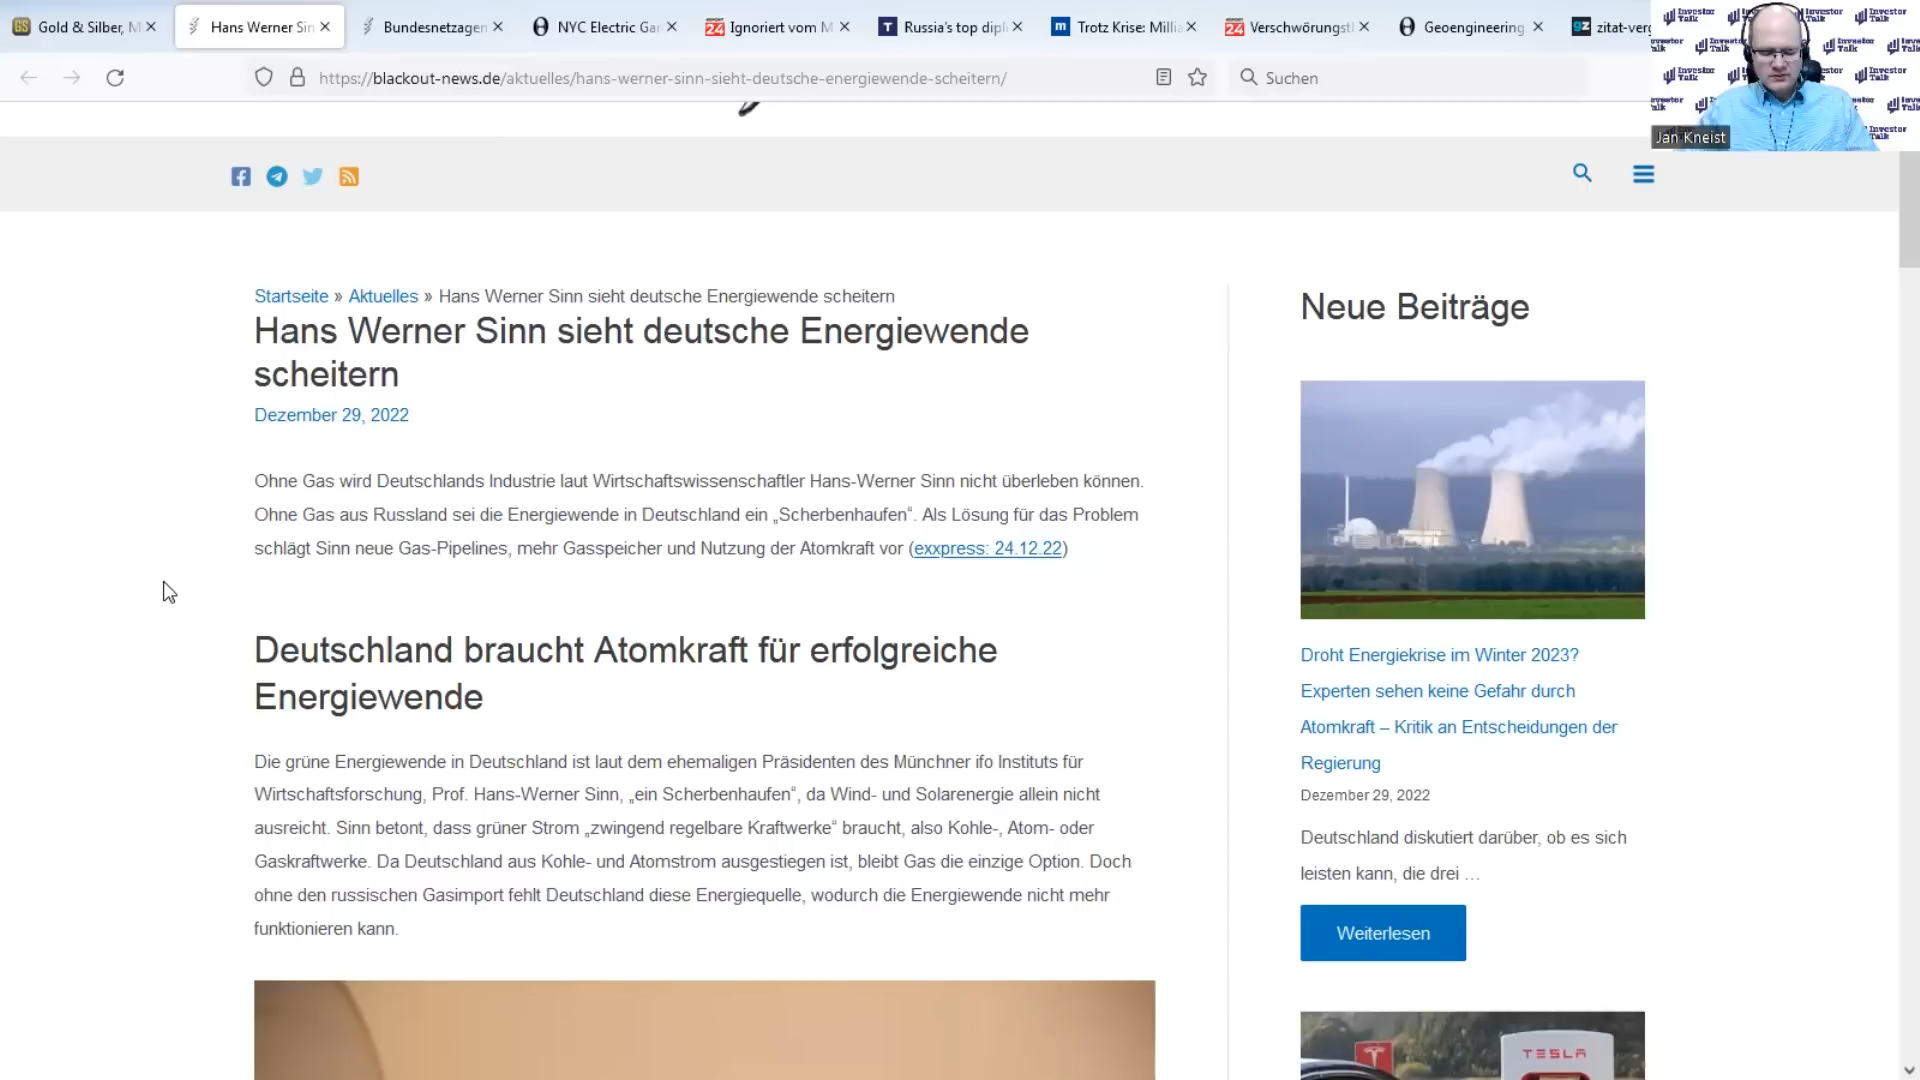 Gold & Silber, M
Hans Werner Sin
Bundesnetzagen
NYC Electric Gar
Ignoriert vom M
Russia's top dipl
Trotz Krise: Millia
Verschwörungst
Geoengineering
zitat-verg
https://blackout-news.de/aktuelles/hans-werner-sinn-sieht-deutsche-energiewende-scheitern/
Suchen
Investor Talk
Jan Kneist
Startseite » Aktuelles » Hans Werner Sinn sieht deutsche Energiewende scheitern
Hans Werner Sinn sieht deutsche Energiewende
scheitern
Dezember 29, 2022
Ohne Gas wird Deutschlands Industrie laut Wirtschaftswissenschaftler Hans-Werner Sinn nicht überleben können.
Ohne Gas aus Russland sei die Energiewende in Deutschland ein „Scherbenhaufen“. Als Lösung für das Problem
schlägt Sinn neue Gas-Pipelines, mehr Gasspeicher und Nutzung der Atomkraft vor (exxpress: 24.12.22)
Deutschland braucht Atomkraft für erfolgreiche
Energiewende
Die grüne Energiewende in Deutschland ist laut dem ehemaligen Präsidenten des Münchner ifo Instituts für
Wirtschaftsforschung, Prof. Hans-Werner Sinn, „ein Scherbenhaufen“, da Wind- und Solarenergie allein nicht
ausreicht. Sinn betont, dass grüner Strom „zwingend regelbare Kraftwerke“ braucht, also Kohle-, Atom- oder
Gaskraftwerke. Da Deutschland aus Kohle- und Atomstrom ausgestiegen ist, bleibt Gas die einzige Option. Doch
ohne den russischen Gasimport fehlt Deutschland diese Energiequelle, wodurch die Energiewende nicht mehr
funktionieren kann.
Neue Beiträge
Droht Energiekrise im Winter 2023?
Experten sehen keine Gefahr durch
Atomkraft – Kritik an Entscheidungen der
Regierung
Dezember 29, 2022
Deutschland diskutiert darüber, ob es sich
leisten kann, die drei …
Weiterlesen
TESLA